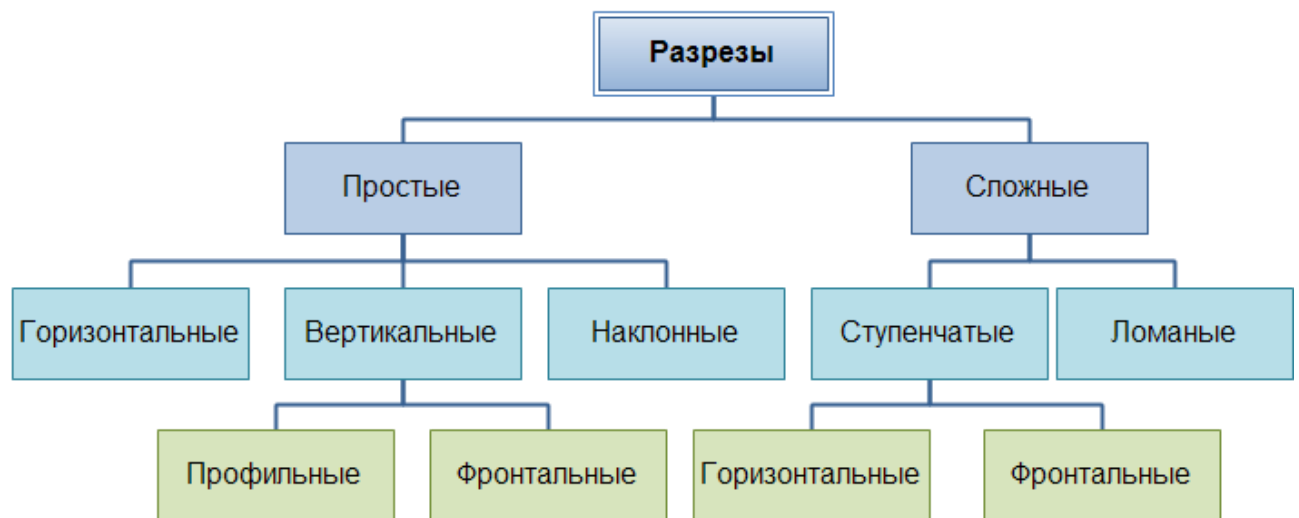 Разрезы
Простые
Сложные
Горизонтальные
Вертикальные
Наклонные
Ступенчатые
Ломаные
Профильные
Фронтальные
Горизонтальные
Фронтальные